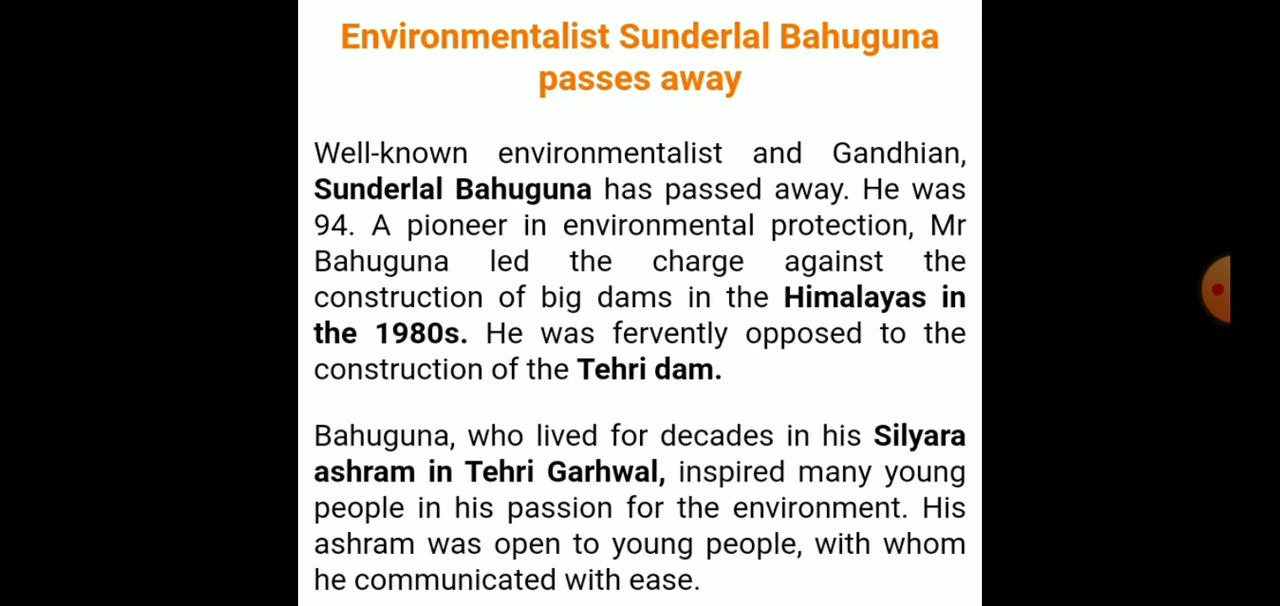 Environmentalist Sunderlal Bahuguna
passes away
Well-known environmentalist and Gandhian,
Sunderlal Bahuguna has passed away. He was
94. A pioneer in environmental protection, Mr
Bahuguna led the charge against the
construction of big dams in the Himalayas in
the 1980s. He was fervently opposed to the
construction of the Tehri dam.
Bahuguna, who lived for decades in his Silyara
ashram in Tehri Garhwal, inspired many young
people in his passion for the environment. His
ashram was open to young people, with whom
he communicated with ease.